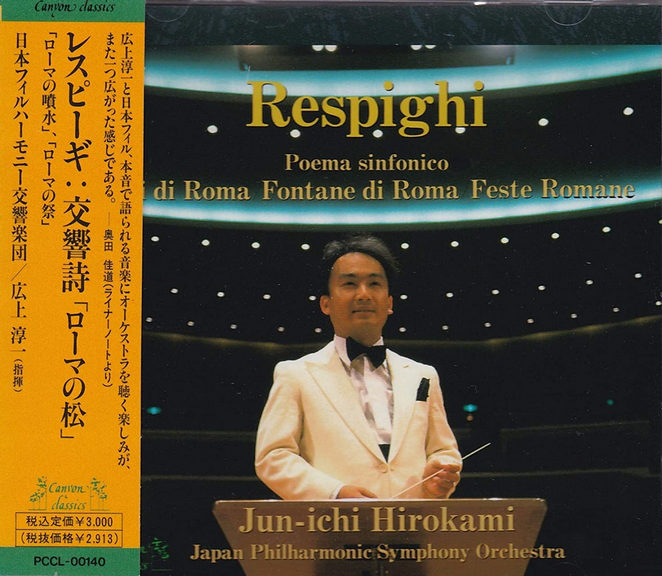 Canyon classics
広上淳一と日本フィル、本音で語られる音楽にオーケストラを聴く楽しみが、
また一つ広がった感じである。――奥田 佳道(ライナーノートより)
レスピーギ:交響詩「ローマの松」
「ローマの噴水」、「ローマの祭」
日本フィルハーモニー交響楽団/広上 淳一(指揮)
Canyon
classics
税込定価¥3,000
(税抜価格¥2,913)
PCCL-00140
Respighi
Poema sinfonico
di Roma Fontane di Roma Feste Romane
Jun-ichi Hirokami
Japan Philharmonic Symphony Orchestra